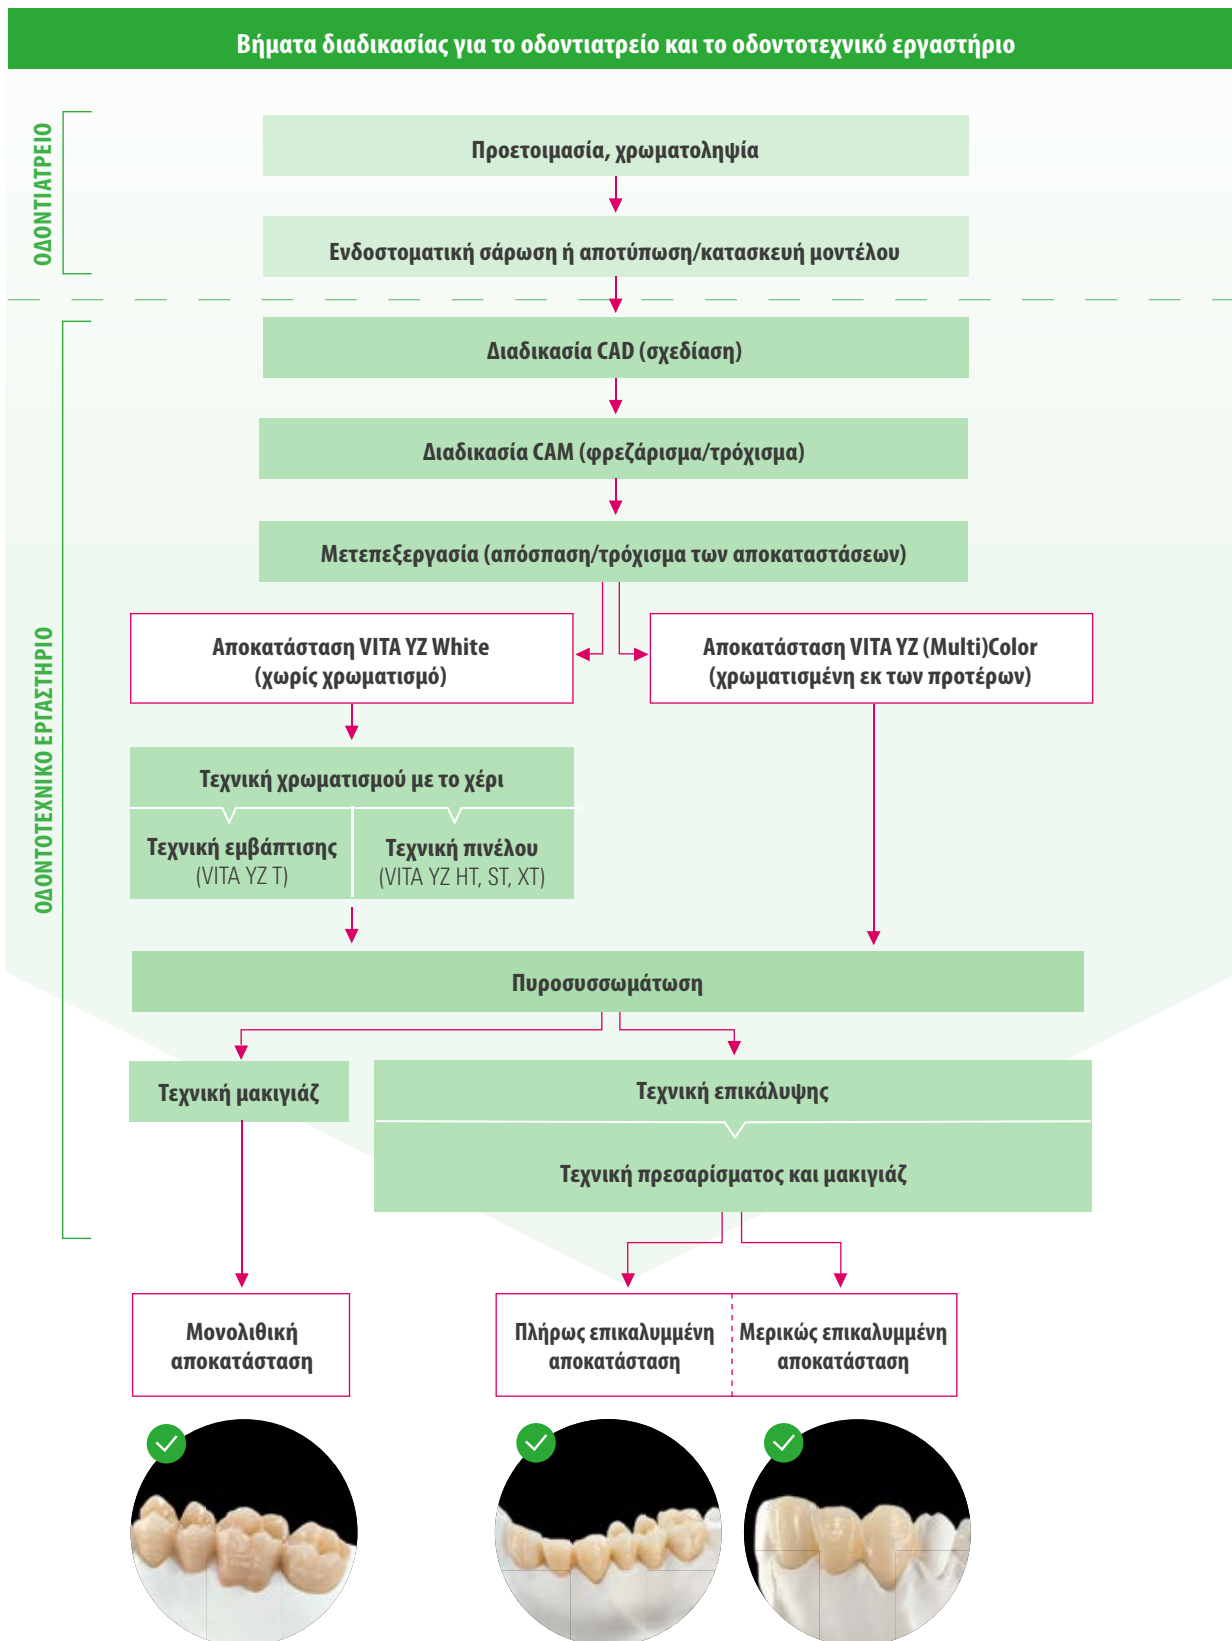 Βήματα διαδικασίας για το οδοντιατρείο και το οδοντοτεχνικό εργαστήριο
ΟΔΟΝΤΙΑΤΡΕΙΟ
Προετοιμασία, χρωματοληψία
Ενδοστοματική σάρωση ή αποτύπωση/κατασκευή μοντέλου
ΟΔΟΝΤΟΤΕΧΝΙΚΟ ΕΡΓΑΣΤΗΡΙΟ
Διαδικασία CAD (σχεδίαση)
Διαδικασία CAM (φρεζάρισμα/τρόχισμα)
Μετεπεξεργασία (απόσπαση/τρόχισμα των αποκαταστάσεων)
Αποκατάσταση VITA YZ White
(χωρίς χρωματισμό)
Αποκατάσταση VITA YZ (Multi)Color
(χρωματισμένη εκ των προτέρων)
Τεχνική χρωματισμού με το χέρι
Τεχνική εμβάπτισης
(VITA YZ T)
Τεχνική πινέλου
(VITA YZ HT, ST, XT)
Πυροσυσσωμάτωση
Τεχνική μακιγιάζ
Τεχνική επικάλυψης
Τεχνική πρεσαρίσματος και μακιγιάζ
Μονολιθική
αποκατάσταση
Πλήρως επικαλυμμένη
αποκατάσταση
Μερικώς επικαλυμμένη
αποκατάσταση